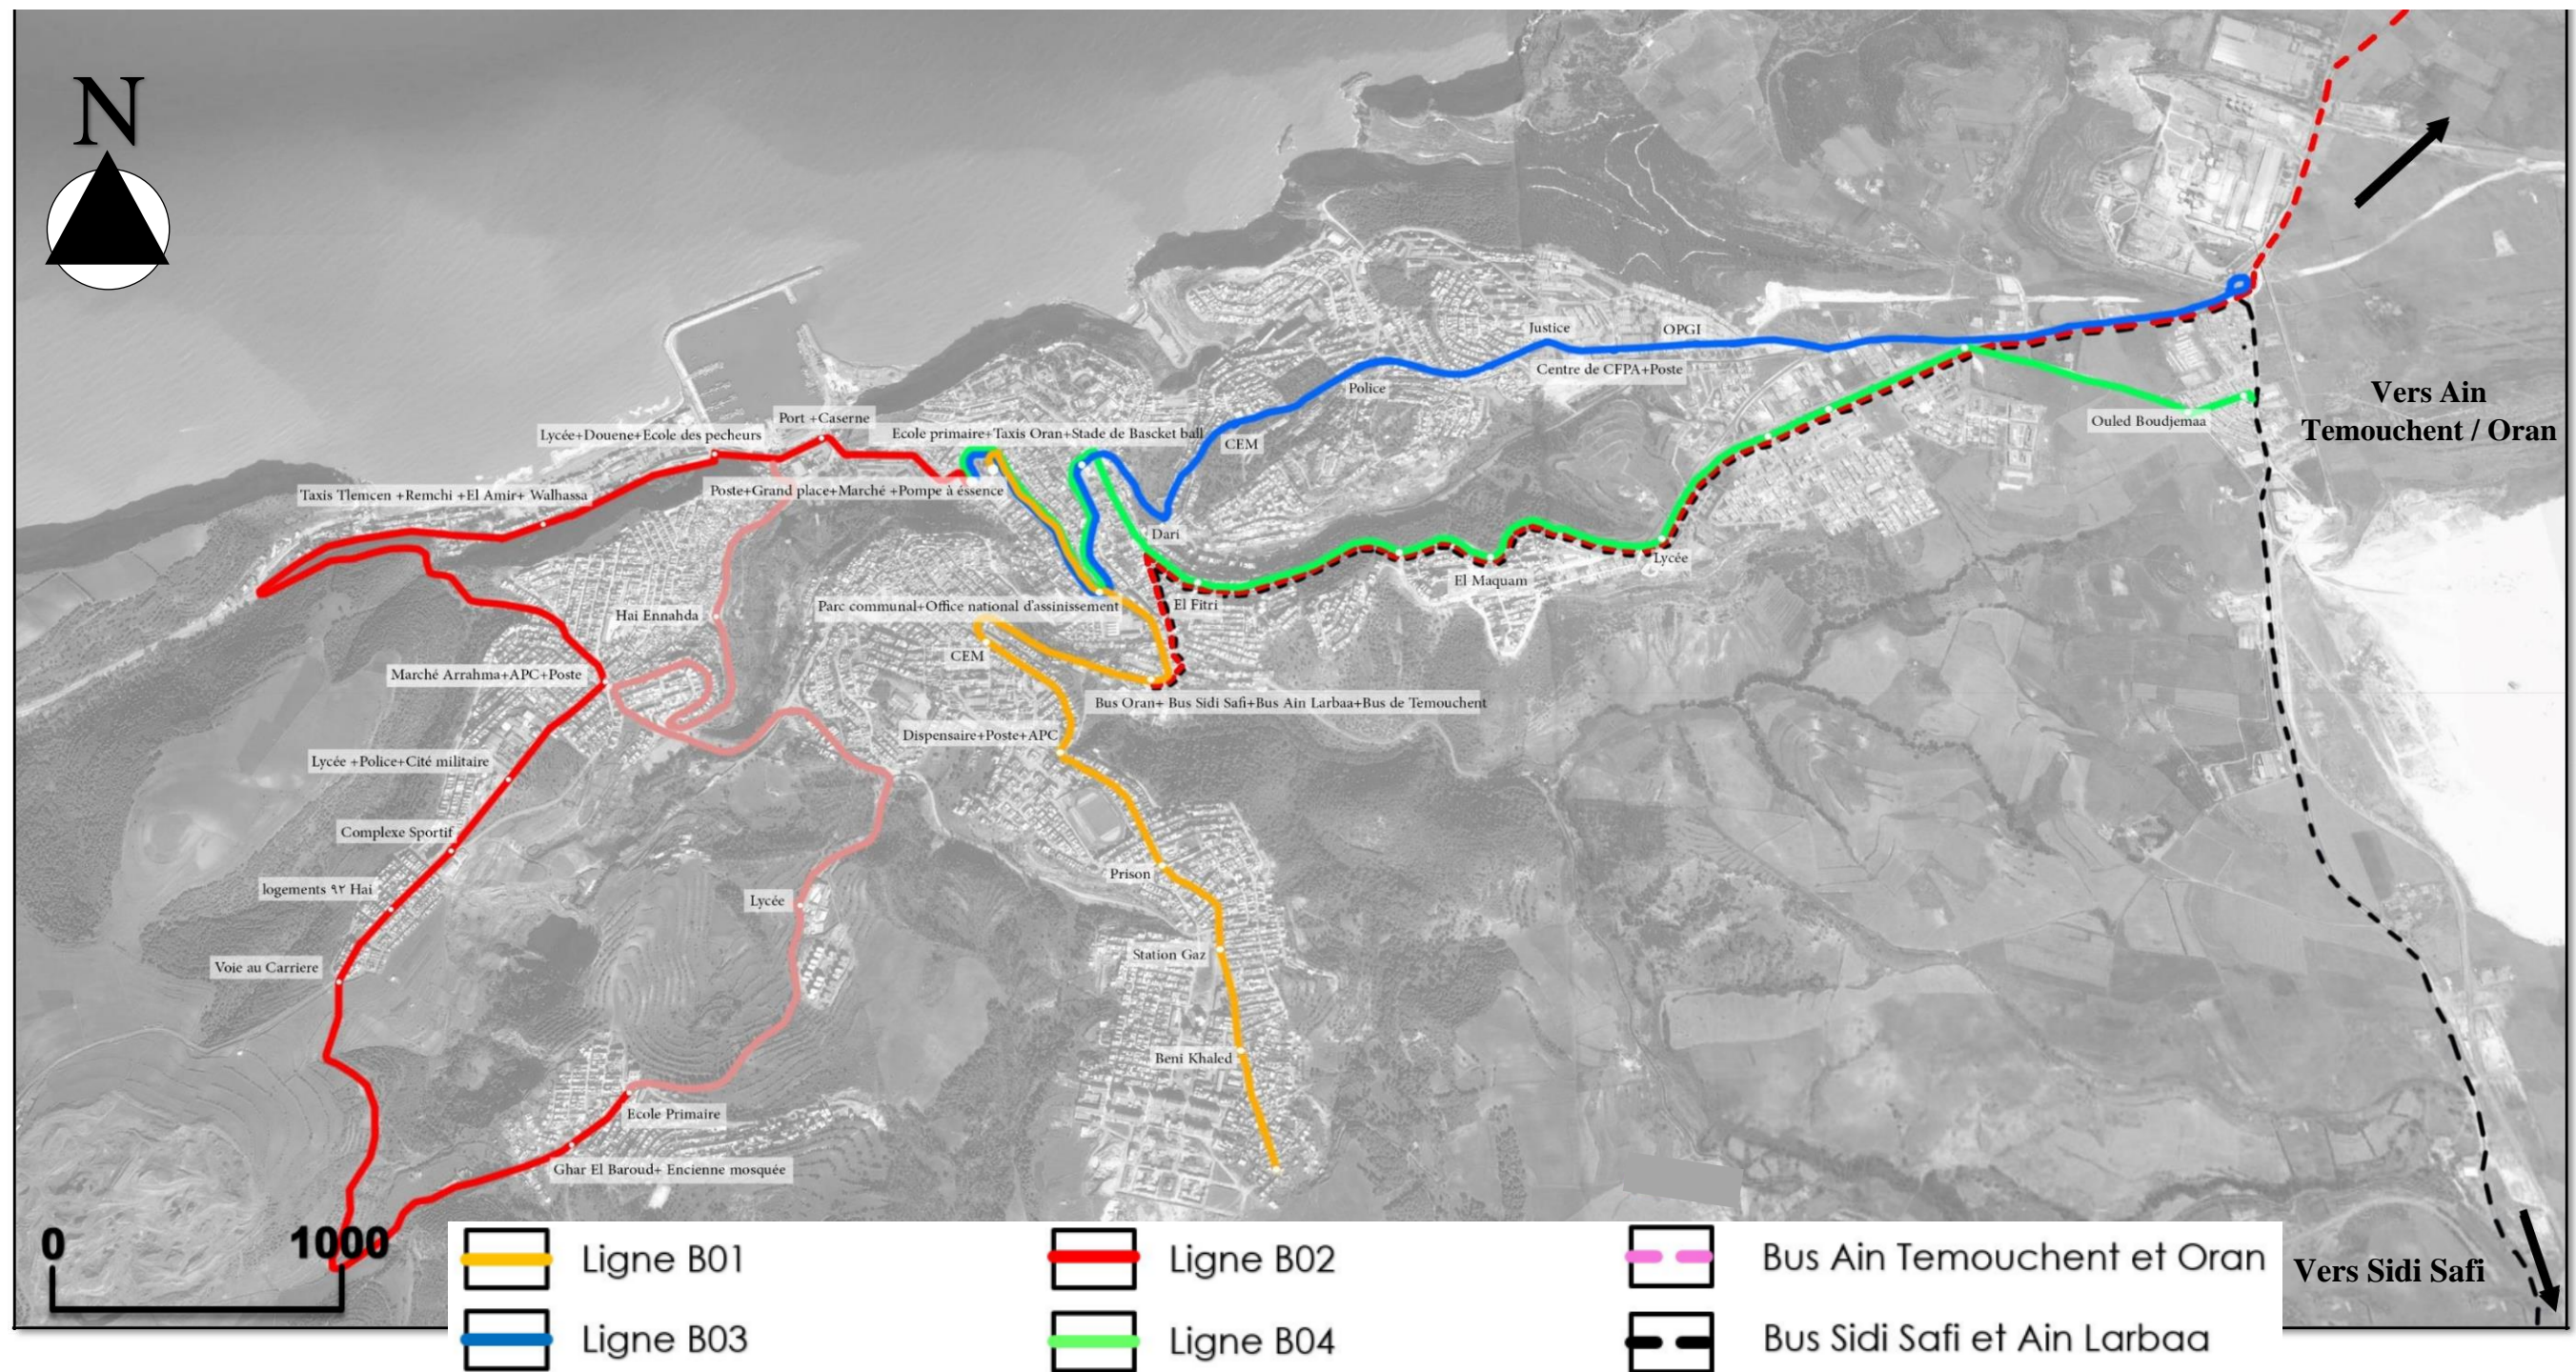 N
Justice
OPGI
Centre de CFPA+Poste
Police
Vers Ain
Temouchent / Oran
Port +Caserne
Ouled Boudjemaa
Lycée+Douene+Ecole des pecheurs
Ecole primaire+Taxis Oran+Stade de Bascket ball
CEM
Taxis Tlemcen +Remchi +El Amir+ Walhassa
Poste+Grand place+Marché +Pompe à éssence
Dari
Lycée
El Maquam
Hai Ennahda
Parc communal+Office national d'assinissement
El Fitri
CEM
Marché Arrahma+APC+Poste
Bus Oran+ Bus Sidi Safi+Bus Ain Larbaa+Bus de Temouchent
Dispensaire+Poste+APC
Lycée +Police+Cité militaire
Complexe Sportif
Prison
logements ٩٢ Hai
Lycée
Station Gaz
Voie au Carriere
Beni Khaled
Ecole Primaire
Ghar El Baroud+ Encienne mosquée
0 1000
Vers Sidi Safi
Ligne B01
Ligne B02
Bus Ain Temouchent et Oran
Ligne B03
Ligne B04
Bus Sidi Safi et Ain Larbaa